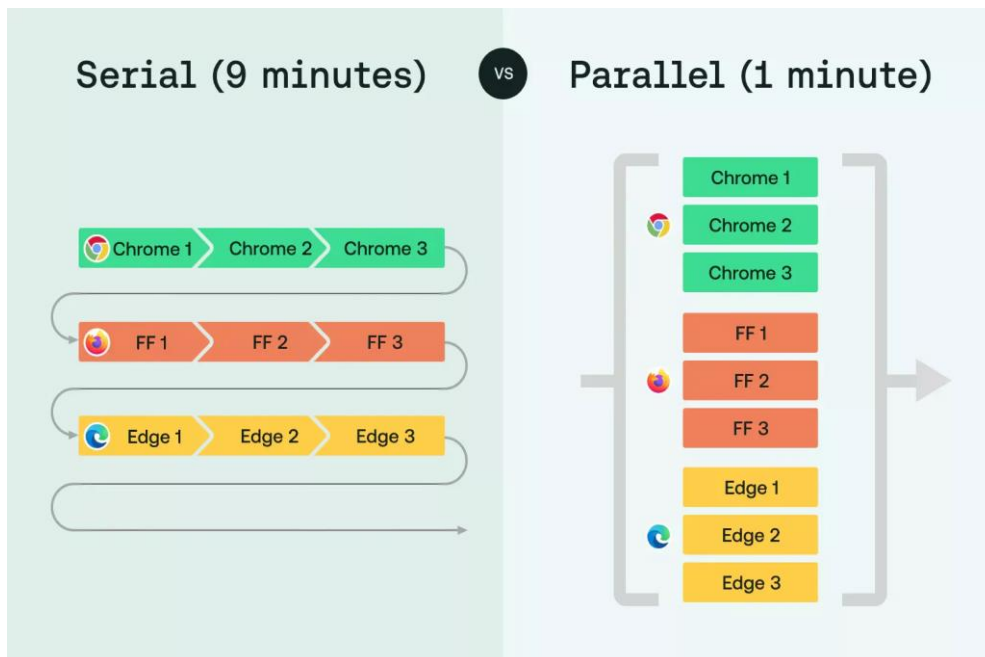 Serial (9 minutes)
VS
Parallel (1 minute)
Chrome 1 Chrome 2 Chrome 3
FF 1 FF 2 FF 3
Edge 1 Edge 2 Edge 3
Chrome 1
Chrome 2
Chrome 3
FF 1
FF 2
FF 3
Edge 1
Edge 2
Edge 3